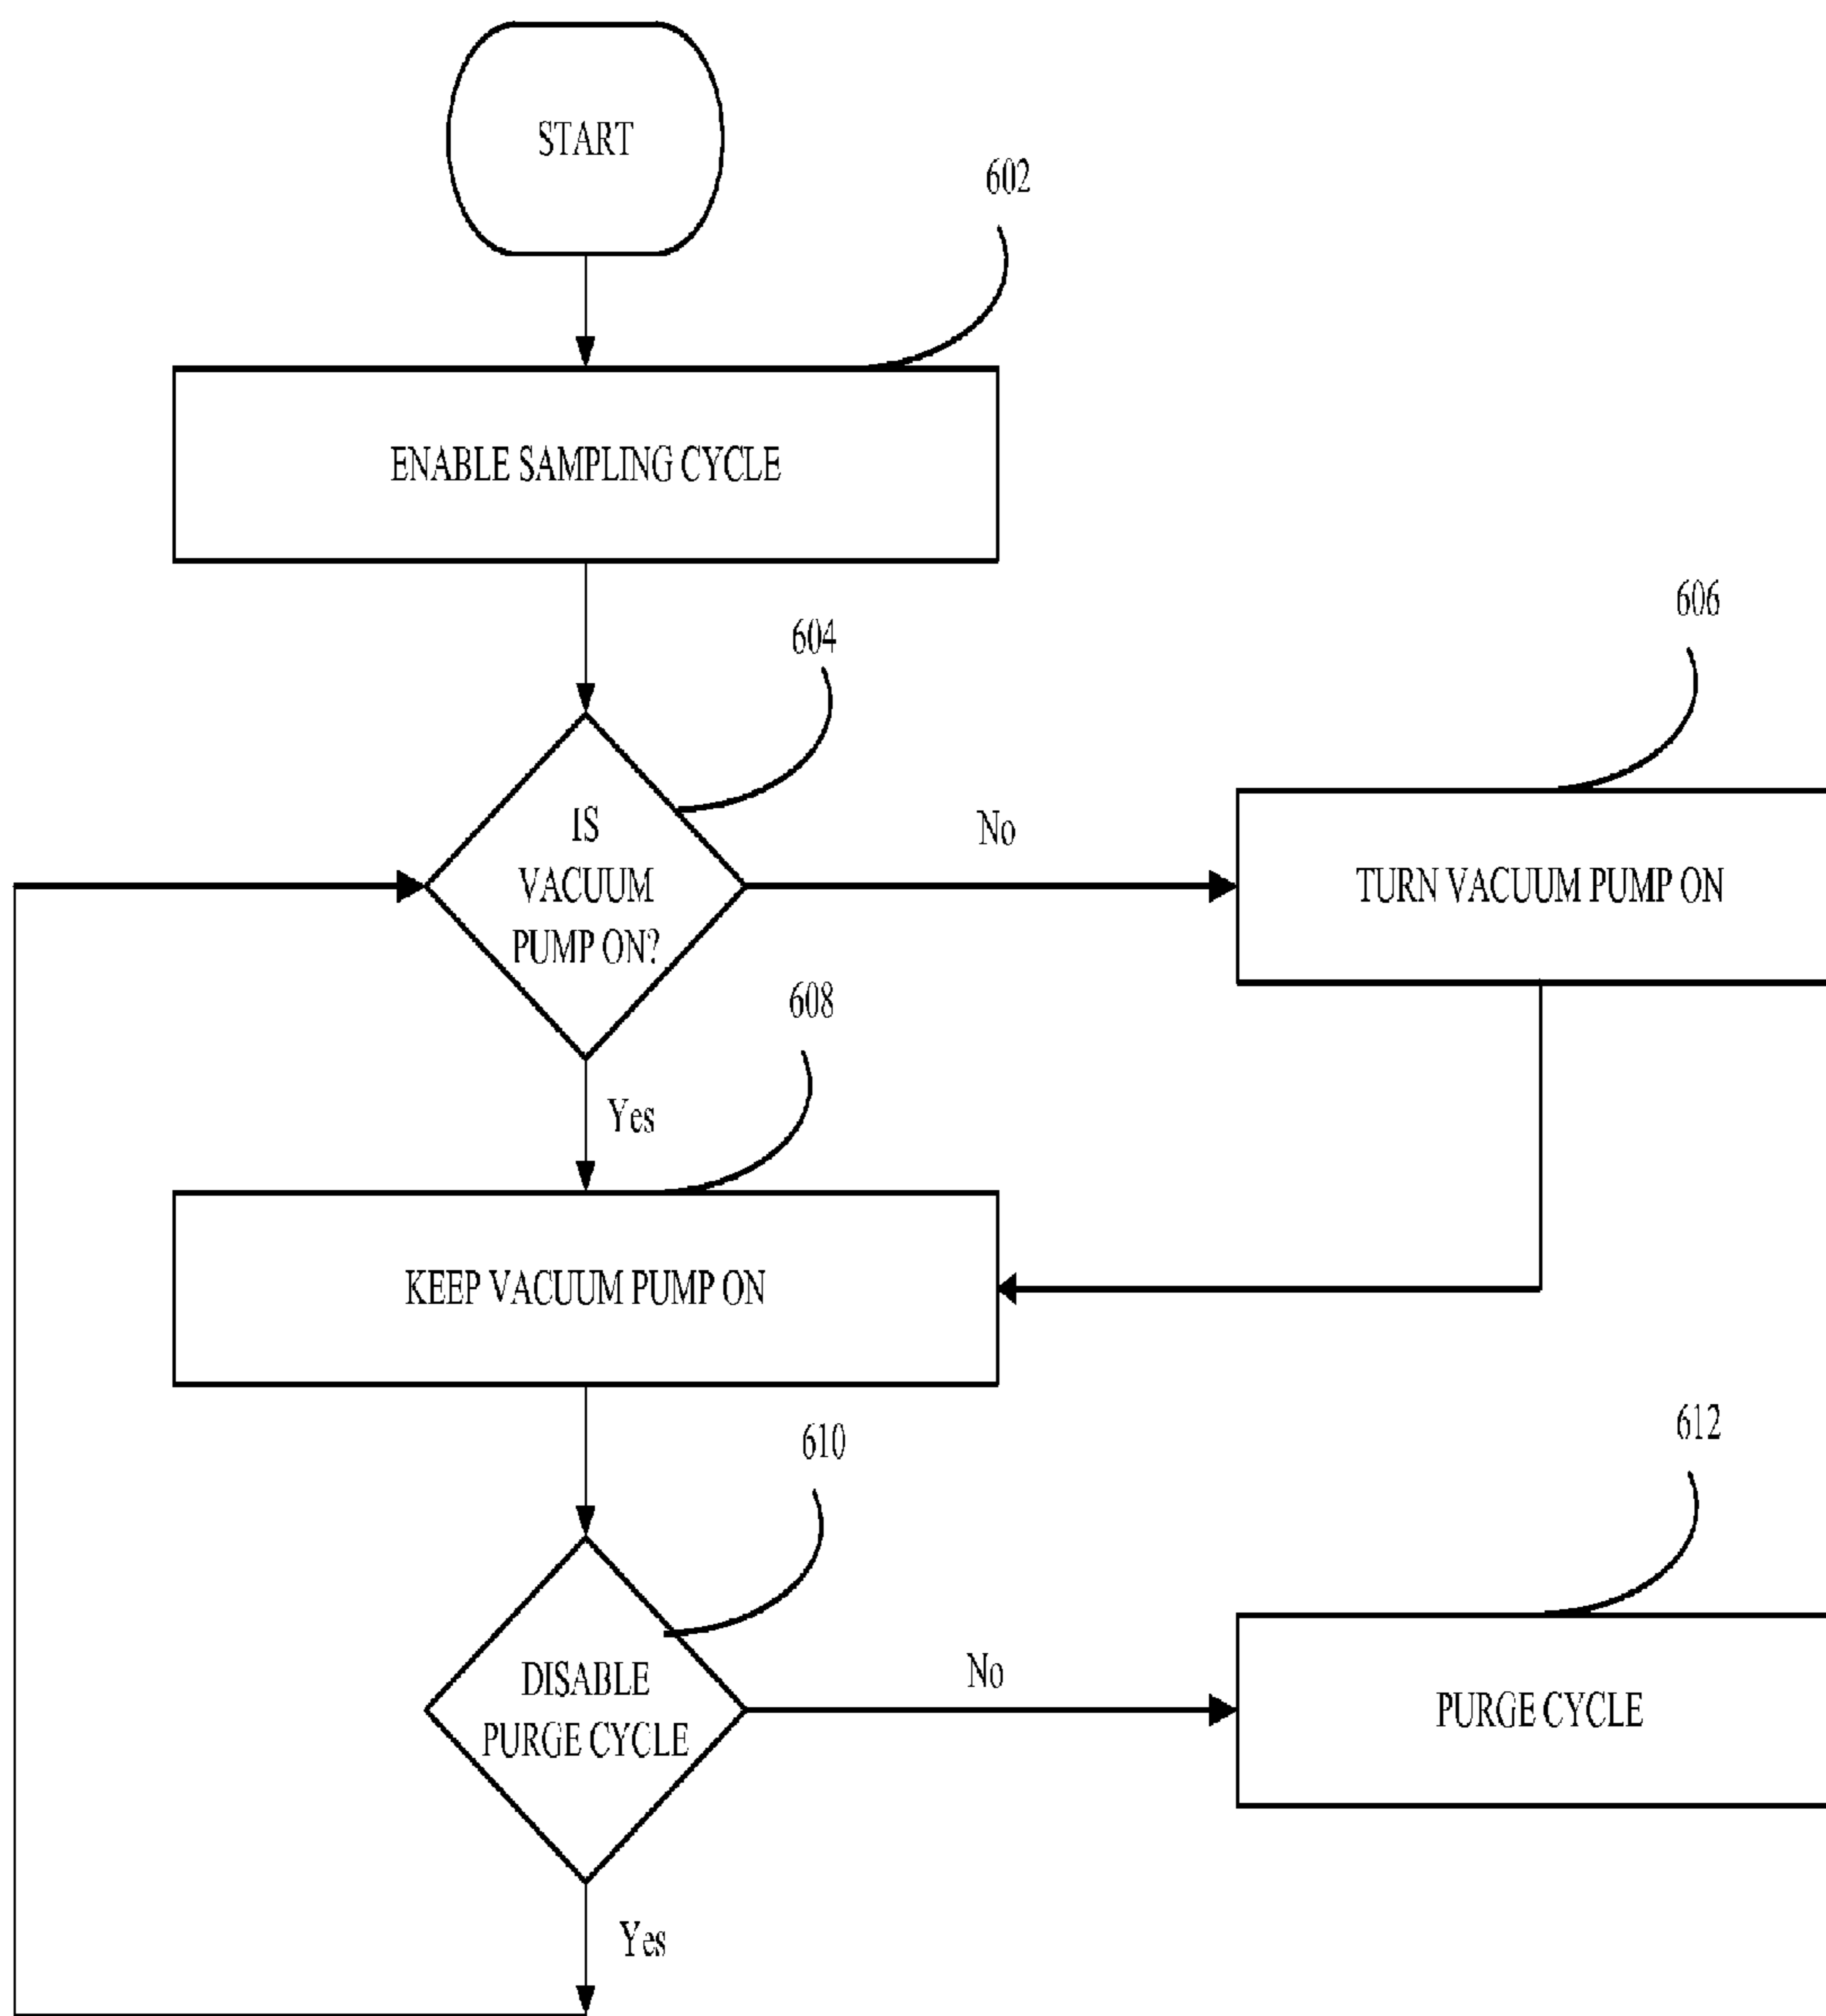 START
602
ENABLE SAMPLING CYCLE
604
606
IS
VACUUM
PUMP ON?
No
TURN VACUUM PUMP ON
608
Yes
KEEP VACUUM PUMP ON
610
612
DISABLE
PURGE CYCLE
No
PURGE CYCLE
Yes